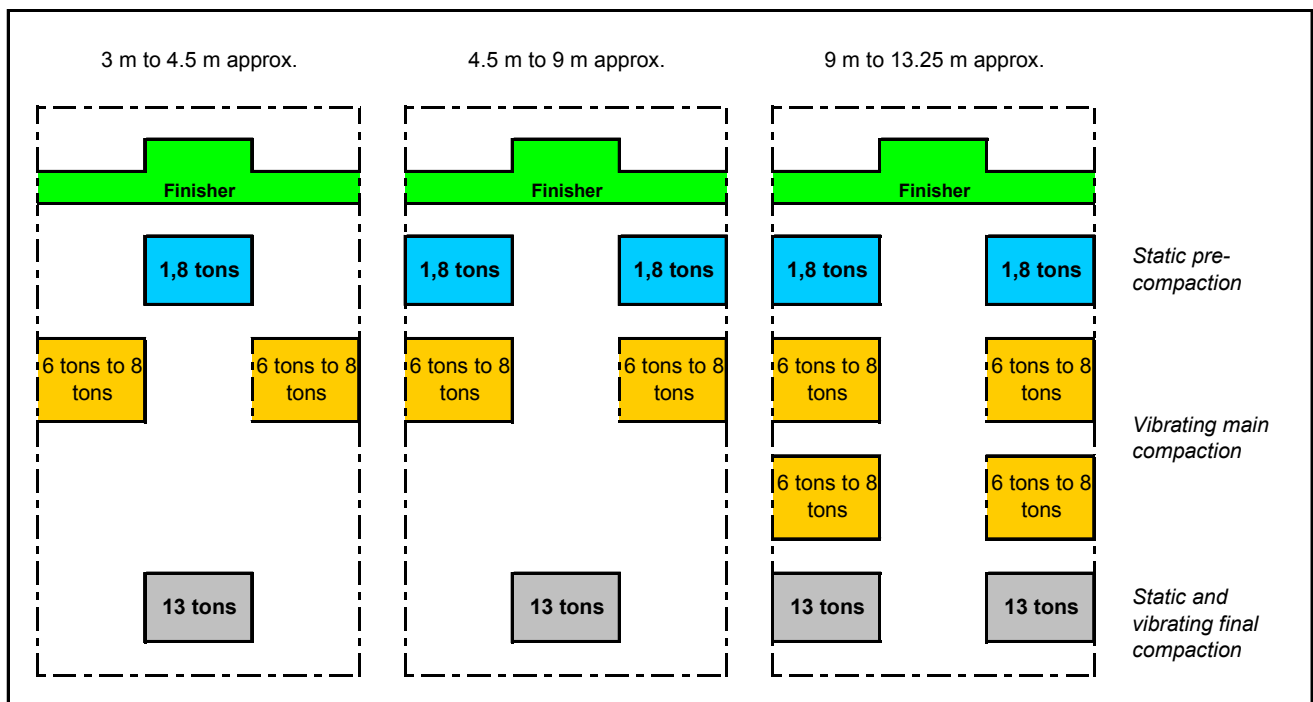 3 m to 4.5 m approx.
4.5 m to 9 m approx.
9 m to 13.25 m approx.
Finisher
Finisher
Finisher
1,8 tons
1,8 tons
1,8 tons
1,8 tons
1,8 tons
Static pre-
compaction
6 tons to 8
tons
6 tons to 8
tons
6 tons to 8
tons
6 tons to 8
tons
6 tons to 8
tons
6 tons to 8
tons
Vibrating main
compaction
6 tons to 8
tons
6 tons to 8
tons
13 tons
13 tons
13 tons
13 tons
Static and
vibrating final
compaction